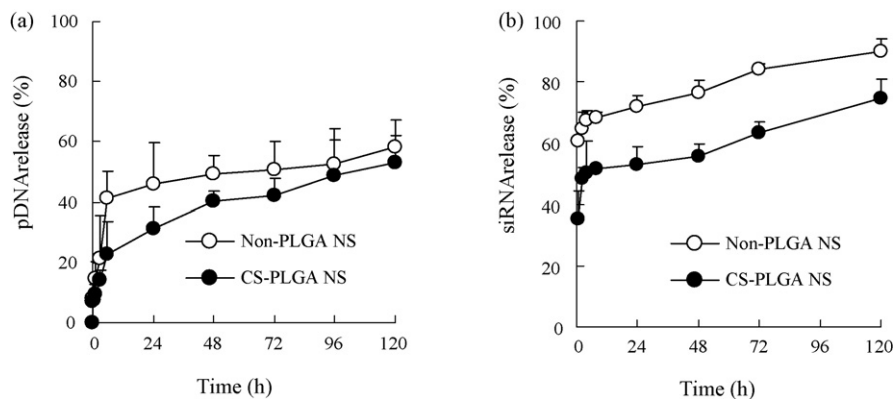 (a)
100
80
60
40
20
0
pDNArelease (%)
Non-PLGA NS
CS-PLGA NS
0 24 48 72 96 120
Time (h)
(b)
100
80
60
40
20
0
siRNArelease (%)
Non-PLGA NS
CS-PLGA NS
0 24 48 72 96 120
Time (h)